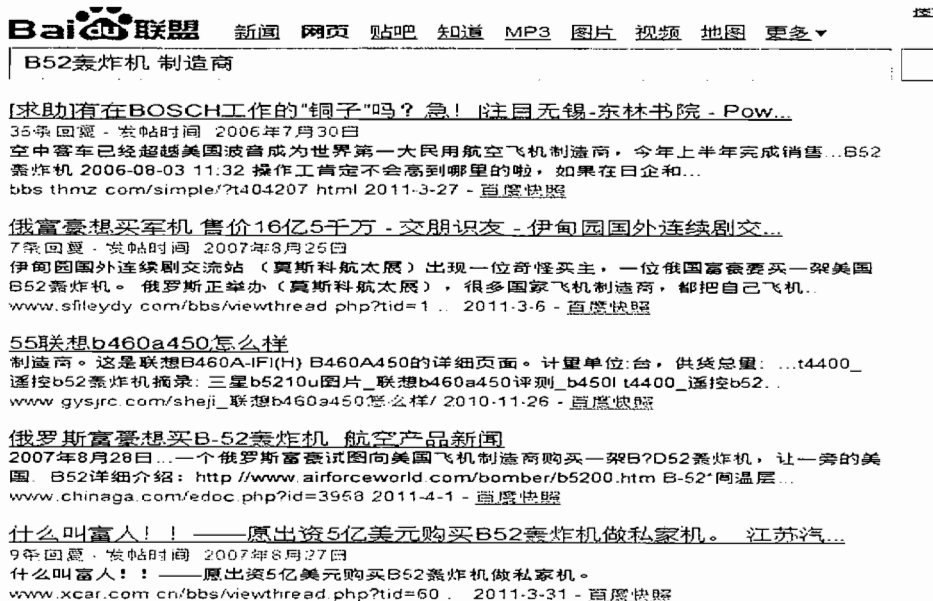 Bai du 联盟 新闻 网页 贴吧 知道 MP3 图片 视频 地图 更多▼
B52轰炸机 制造商
[求助]有在BOSCH工作的"铜子"吗？急！ |注目无锡-东林书院 - Pow...
35条回复 - 发帖时间 2006年7月30日
空中客车已经超越美国波音成为世界第一大民用航空飞机制造商，今年上半年完成销售...B52
轰炸机 2006-08-03 11:32 操作工肯定不会高到哪里的啦，如果在日企和...
bbs thmz com/simple/?t404207 html 2011-3-27 - 百度快照
俄富豪想买军机 售价16亿5千万 - 交朋识友 - 伊甸园国外连续剧交...
7条回复 - 发帖时间 2007年8月25日
伊甸园国外连续剧交流站 （莫斯科航太展）出现一位奇怪买主，一位俄国富豪要买一架美国
B52轰炸机。 俄罗斯正举办（莫斯科航太展），很多国家飞机制造商，都把自己飞机..
www.sfileydy com/bbs/viewthread php?tid=1 .. 2011-3-6 - 百度快照
55联想b460a450怎么样
制造商。这是联想B460A-IFI(H) B460A450的详细页面。计量单位:台，供货总量: ...t4400_
遥控b52轰炸机摘录: 三星b5210u图片_联想b460a450评测_b450l t4400_遥控b52..
www gysjrc.com/sheji_联想b460a450怎么样/ 2010-11-26 - 百度快照
俄罗斯富豪想买B-52轰炸机_航空产品新闻
2007年8月28日...一个俄罗斯富豪试图向美国飞机制造商购买一架B?D52轰炸机，让一旁的美
国. B52详细介绍：http //www.airforceworld.com/bomber/b5200.htm B-52"同温层...
www.chinaga.com/edoc.php?id=3958 2011-4-1 - 百度快照
什么叫富人！！——愿出资5亿美元购买B52轰炸机做私家机。_江苏汽...
9条回复 - 发帖时间 2007年8月27日
什么叫富人！！——愿出资5亿美元购买B52轰炸机做私家机。
www.xcar.com cn/bbs/viewthread.php?tid=60 . 2011-3-31 - 百度快照